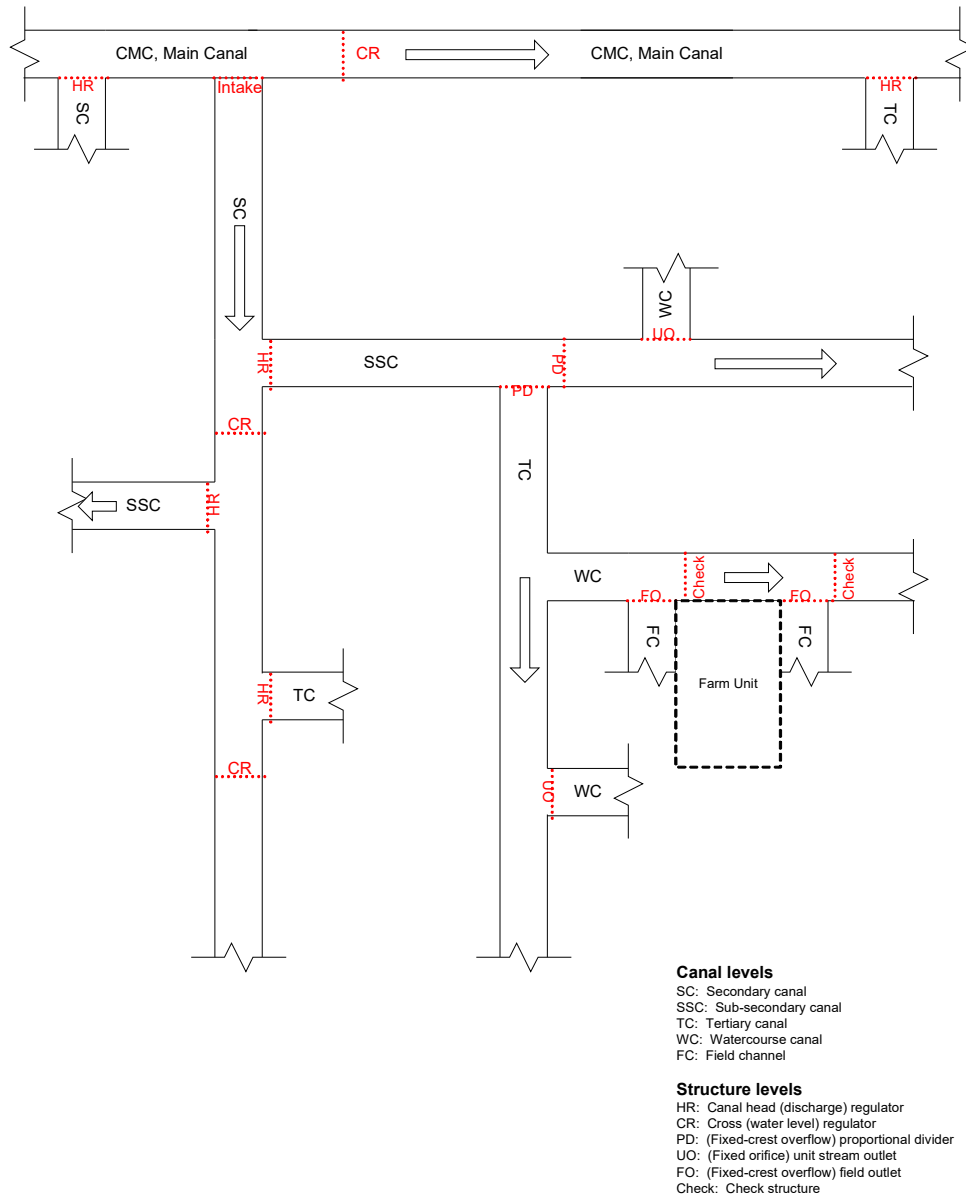 CMC, Main Canal
CR
CMC, Main Canal
HR
Intake
HR
SC
TC
SC
WC
UO
HR
SSC
PD
PD
CR
TC
SSC
HR
WC
Check
Check
FO
FO
FC
FC
Farm Unit
HR
TC
CR
UO
WC
Canal levels
SC: Secondary canal
SSC: Sub-secondary canal
TC: Tertiary canal
WC: Watercourse canal
FC: Field channel
Structure levels
HR: Canal head (discharge) regulator
CR: Cross (water level) regulator
PD: (Fixed-crest overflow) proportional divider
UO: (Fixed orifice) unit stream outlet
FO: (Fixed-crest overflow) field outlet
Check: Check structure